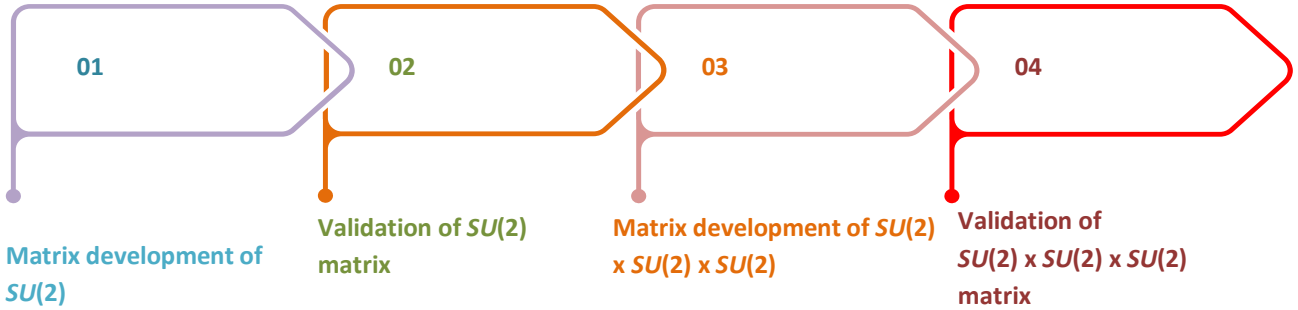 01
02
03
04
Matrix development of
SU(2)
Validation of SU(2)
matrix
Matrix development of SU(2)
x SU(2) x SU(2)
Validation of
SU(2) x SU(2) x SU(2)
matrix